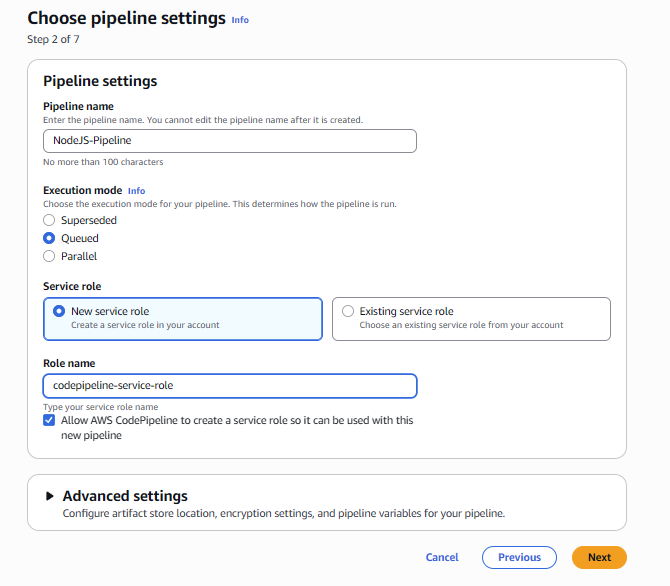 Choose pipeline settings Info
Step 2 of 7
Pipeline settings
Pipeline name
Enter the pipeline name. You cannot edit the pipeline name after it is created.
NodeJS-Pipeline
No more than 100 characters
Execution mode Info
Choose the execution mode for your pipeline. This determines how the pipeline is run.
Superseded
Queued
Parallel
Service role
New service role
Create a service role in your account
Existing service role
Choose an existing service role from your account
Role name
codepipeline-service-role
Type your service role name
Allow AWS CodePipeline to create a service role so it can be used with this
new pipeline
Advanced settings
Configure artifact store location, encryption settings, and pipeline variables for your pipeline.
Cancel Previous Next